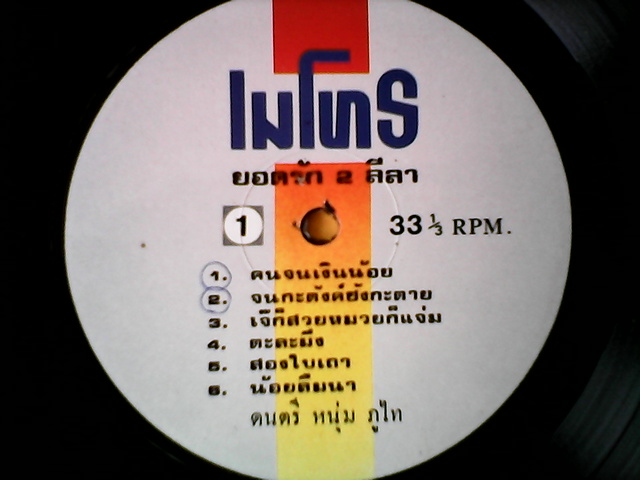 เมโทร
ยอดรัก 2 ลีลา
1 33 1/3 RPM.
1. คนจนเงินน้อย
2. จนกะตังค์ยังกะตาย
3. เจ๊ก็สวยหมวยก็แจ่ม
4. ตะละมึง
5. สองใบเถา
6. น้อยลืมนา
ดนตรี หนุ่ม ภูไท